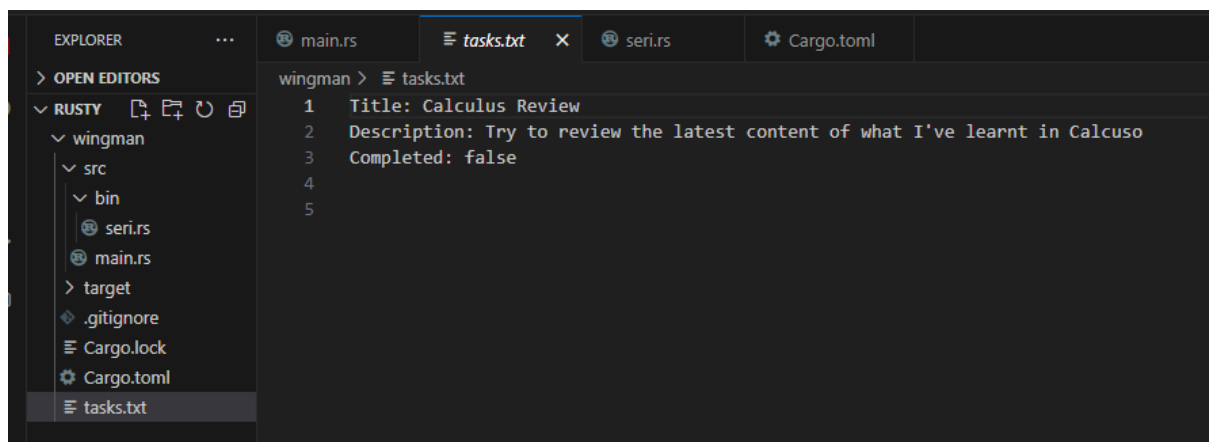 EXPLORER ...
main.rs
tasks.txt
seri.rs
Cargo.toml
OPEN EDITORS
RUSTY
wingman
src
bin
seri.rs
main.rs
target
.gitignore
Cargo.lock
Cargo.toml
tasks.txt
wingman > tasks.txt
1 Title: Calculus Review
2 Description: Try to review the latest content of what I've learnt in Calcuso
3 Completed: false
4
5